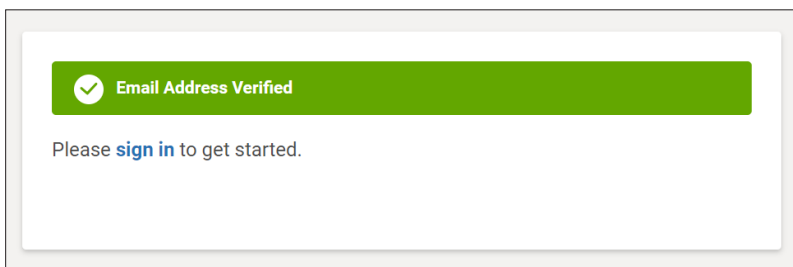 Email Address Verified
Please sign in to get started.